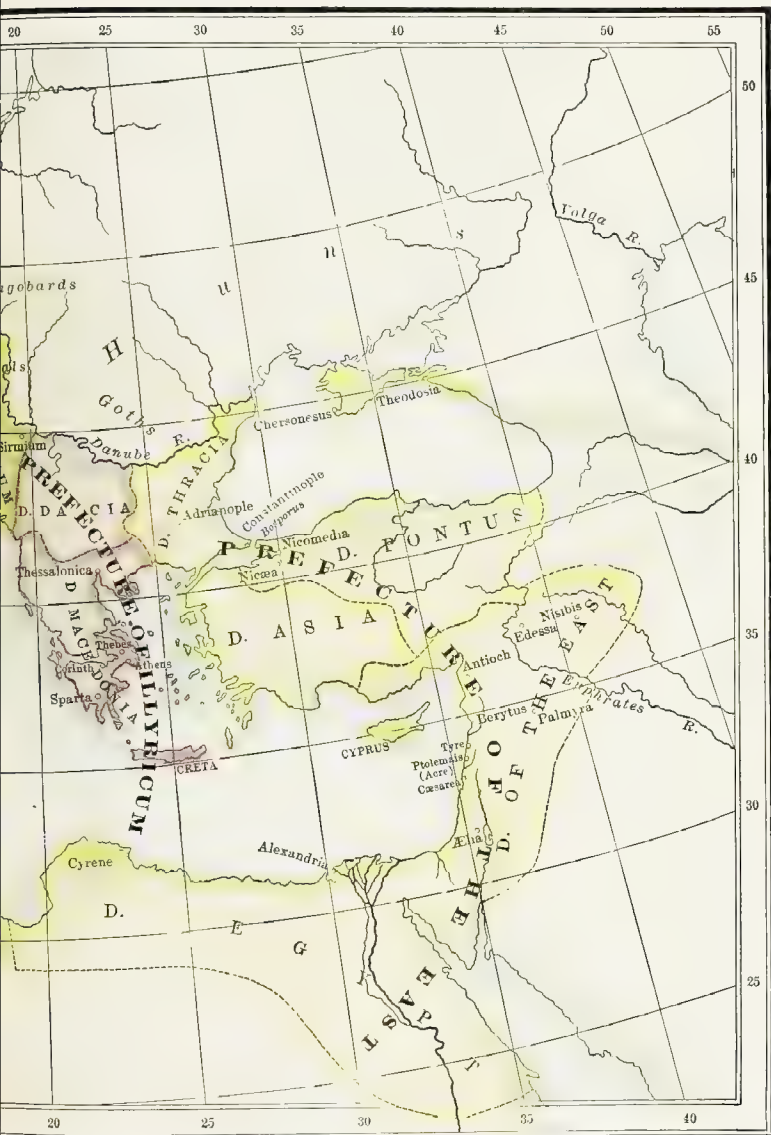 20 25 30 35 40 45 50 55
50
45
40
35
30
25
20 25 30 35 40
Volga R.
Huns
Goths
Danube R.
Chersonesus
Theodosia
Sirmium
PREFECTURE OF ILLYRICUM
D. DACIA
D. THRACIA
Adrianople
Constantinople
Bosporus
Nicomedia
Nicæa
D. PONTUS
PREFECTURE OF THE EAST
Thessalonica
D. MACEDONIA
Thebes
Corinth
Athens
Sparta
D. ASIA
Nisibis
Edessa
Antioch
D. OF THE EAST
Euphrates R.
Berytus
Palmyra
CYPRUS
Tyre
Ptolemais
(Acre)
Cæsarea
CRETA
Ælia
Cyrene
Alexandria
D. EGYPT